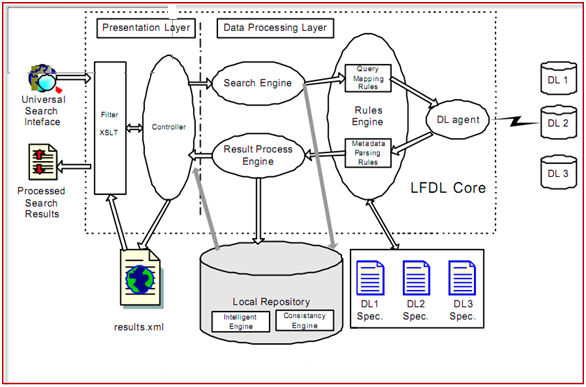 Presentation Layer
Data Processing Layer
Universal
Search Inteface
Processed
Search Results
Filter
XSLT
Controller
Search Engine
Result Process
Engine
Query
Mapping
Rules
Rules
Engine
Metadata
Parsing
Rules
DL agent
LFDL Core
DL 1
DL 2
DL 3
results.xml
Local Repository
Intelligent
Engine
Consistancy
Engine
DL1
Spec.
DL2
Spec.
DL3
Spec.